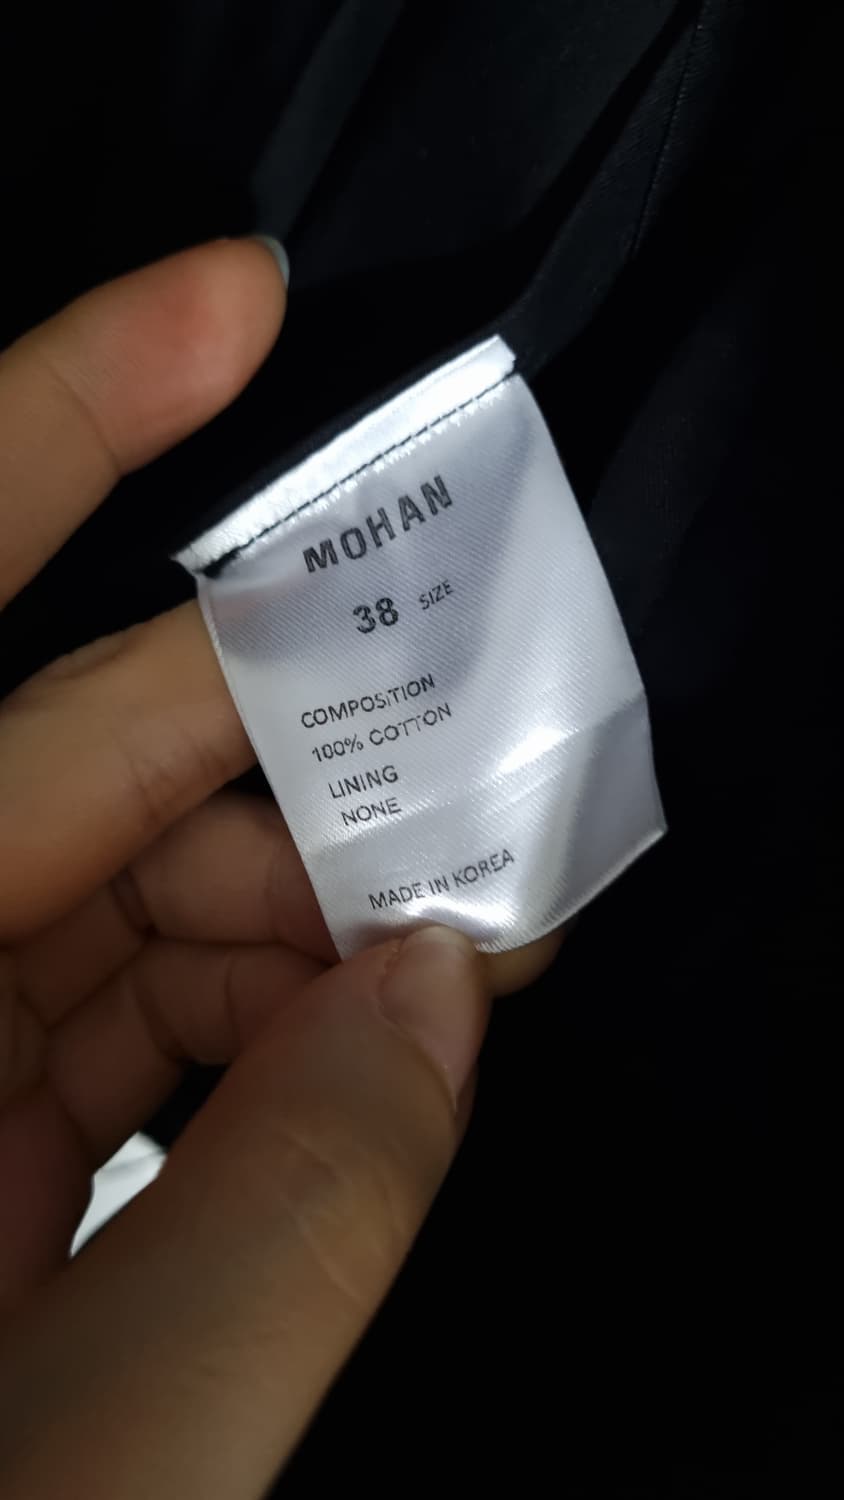 MOHAN
38 SIZE
COMPOSITION
100% COTTON
LINING
NONE
MADE IN KOREA